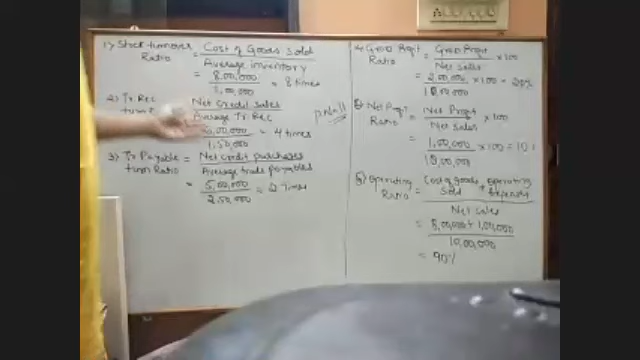 1) Stock turnover Ratio = Cost of Goods Sold / Average inventory
= 8,00,000 / 1,00,000 = 8 times
2) Tr Rec turn = Net Credit sales / Average Tr. Rec
= 4 times
1,50,000
P.No 11
3) Tr Payable turn Ratio = Net Credit purchases / Average trade payables
= 5,00,000 / 2,50,000 = 2 Times
Gross Profit Ratio = Gross Profit / Net Sales × 100
= 2,00,000 / 10,00,000 × 100 = 20%
Net Profit Ratio = Net Profit / Net Sales × 100
= 1,00,000 / 10,00,000 × 100 = 10%
6) Operating Ratio = Cost of goods Sold + operating Expenses / Net sales
= 8,00,000 + 1,00,000 / 10,00,000
= 90%